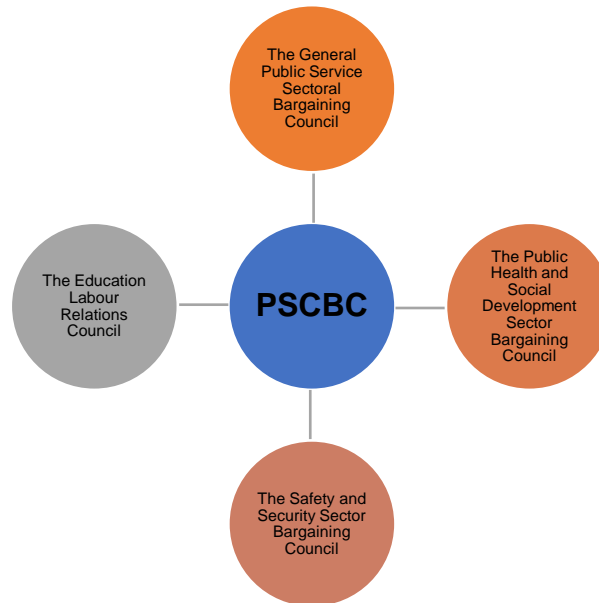 The General
Public Service
Sectoral
Bargaining
Council
The Education
Labour
Relations
Council
PSCBC
The Public
Health and
Social
Development
Sector
Bargaining
Council
The Safety and
Security Sector
Bargaining
Council